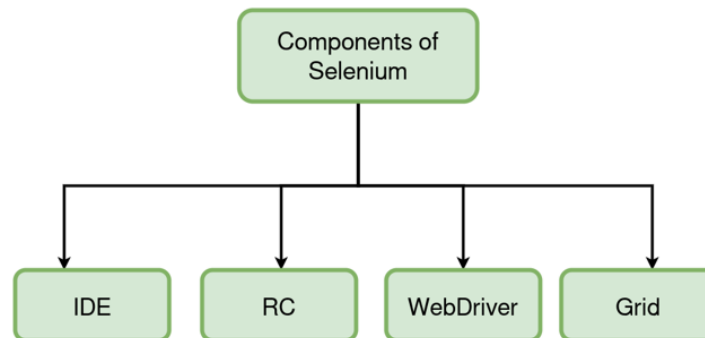 Components of
Selenium
IDE
RC
WebDriver
Grid